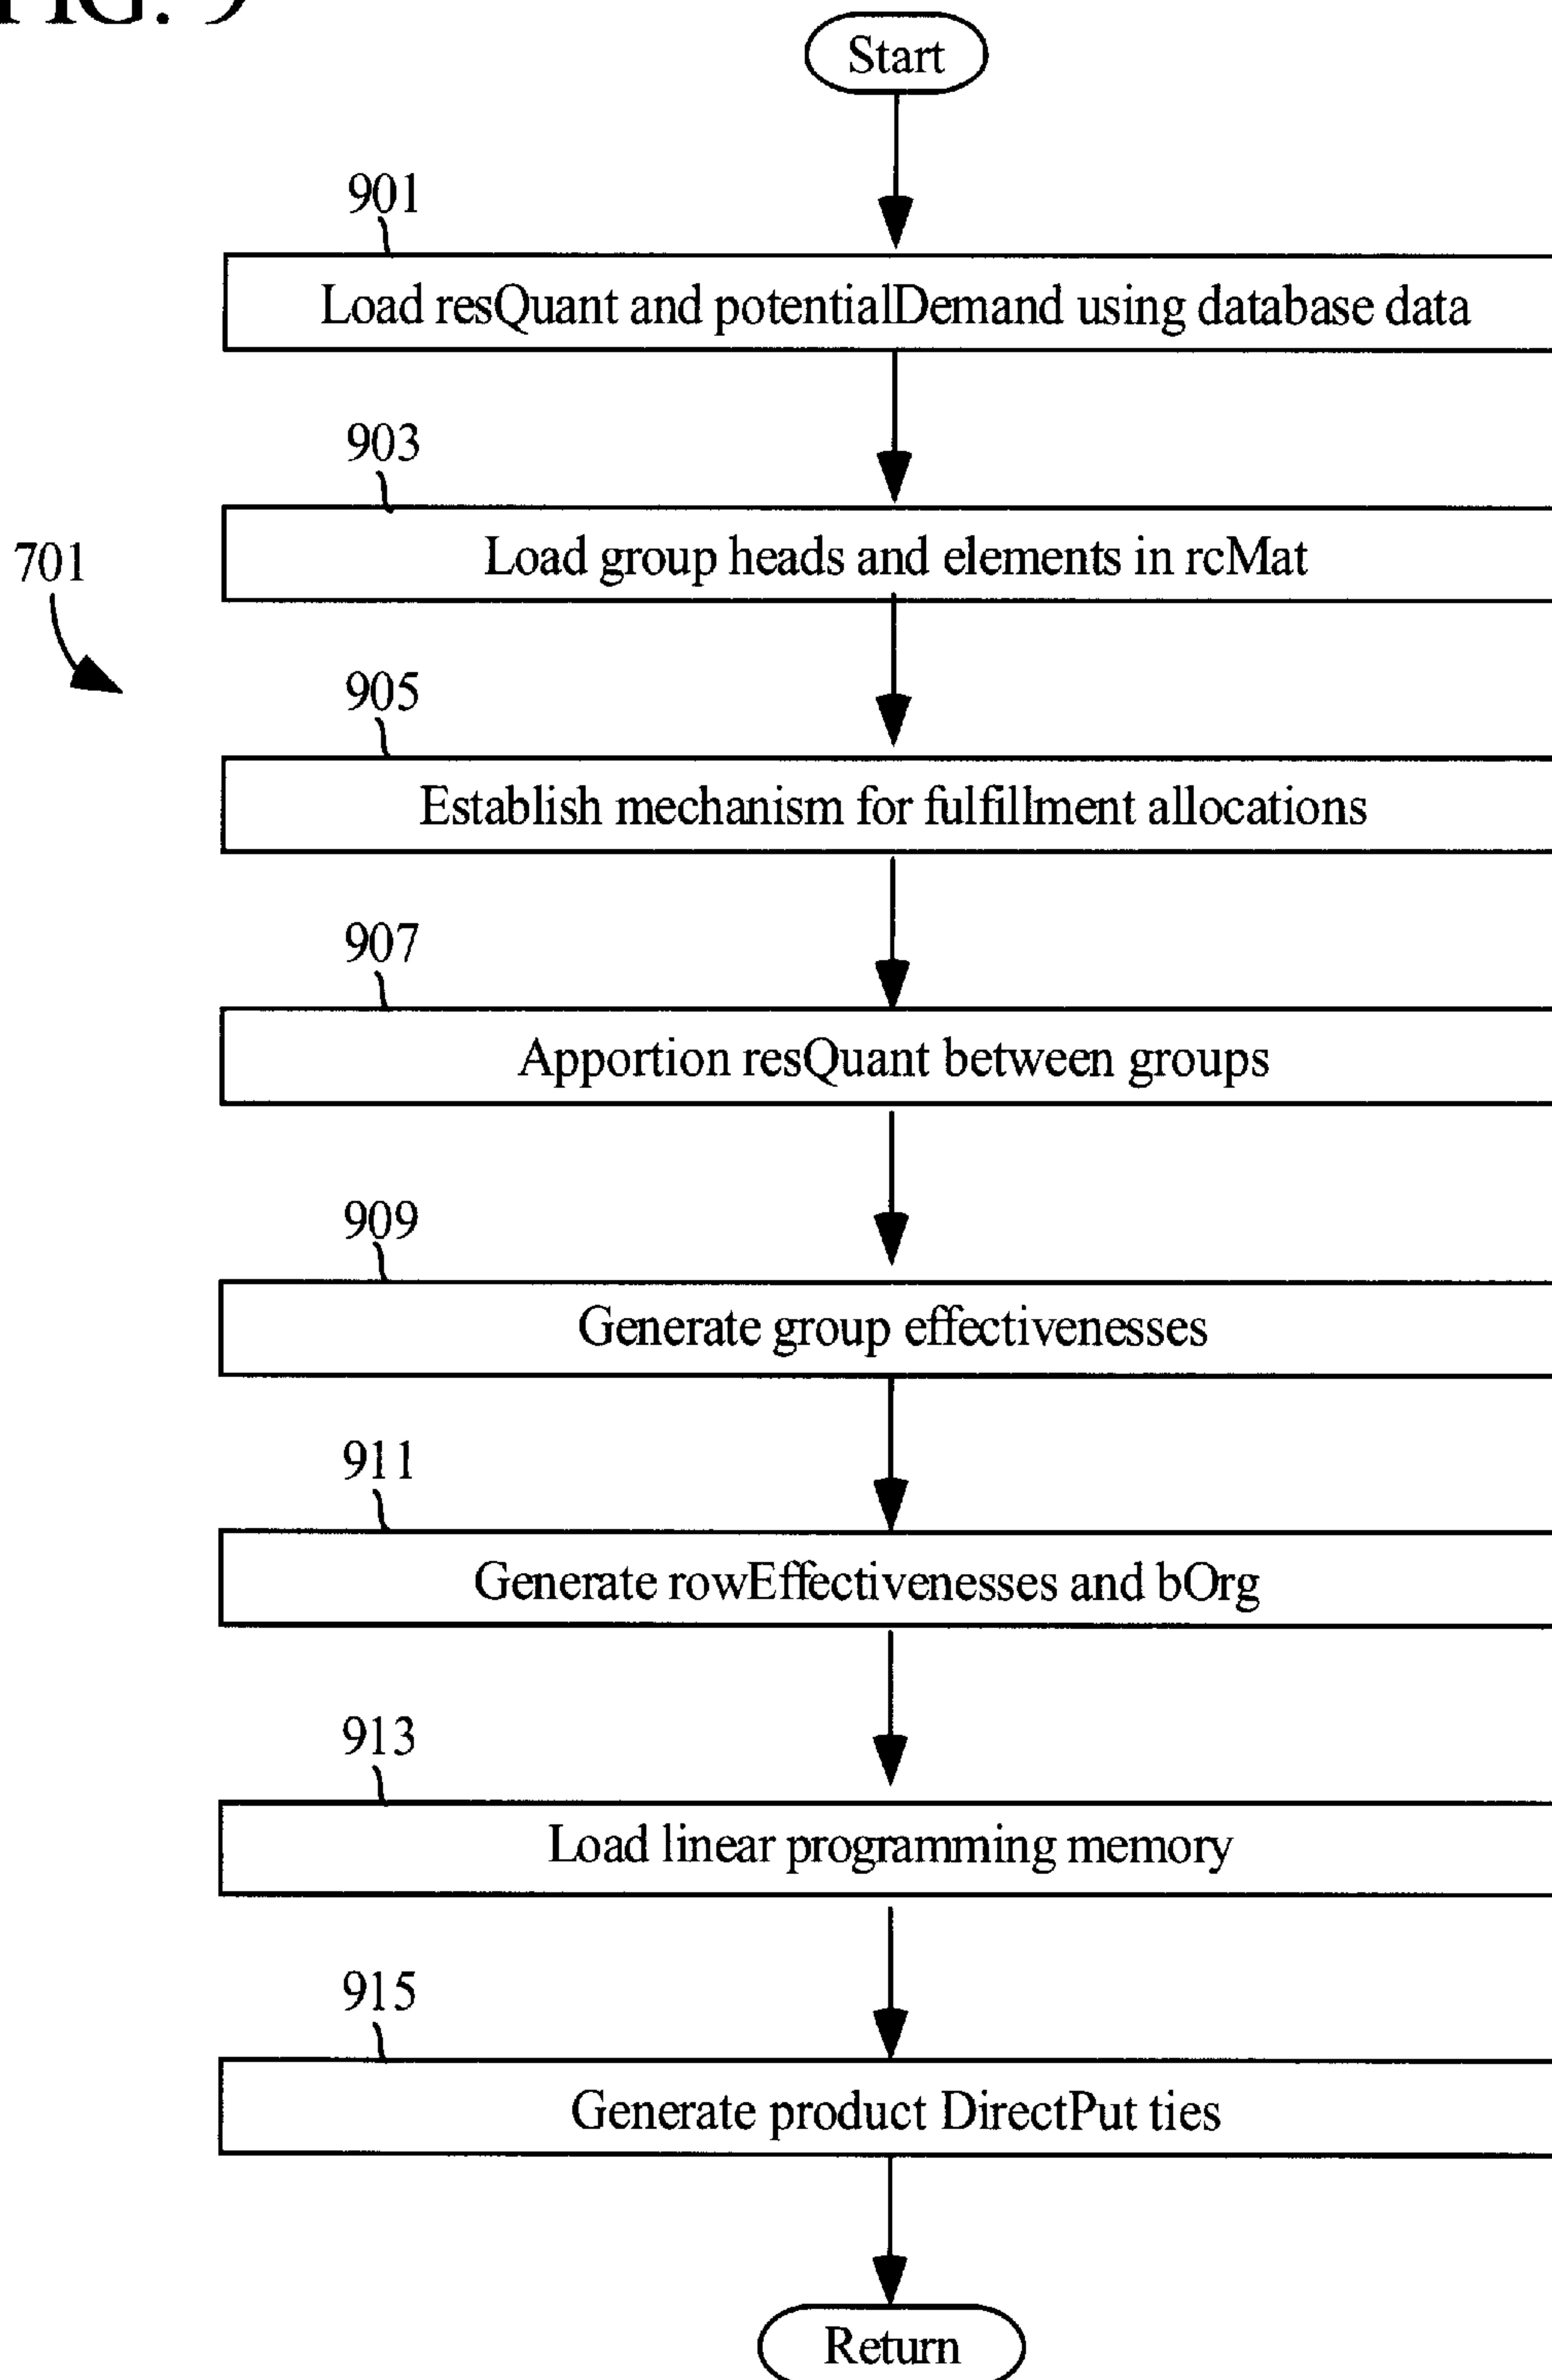 FIG. 9
Start
901
Load resQuant and potentialDemand using database data
903
Load group heads and elements in rcMat
701
905
Establish mechanism for fulfillment allocations
907
Apportion resQuant between groups
909
Generate group effectivenesses
911
Generate rowEffectivenesses and bOrg
913
Load linear programming memory
915
Generate product DirectPut ties
Return